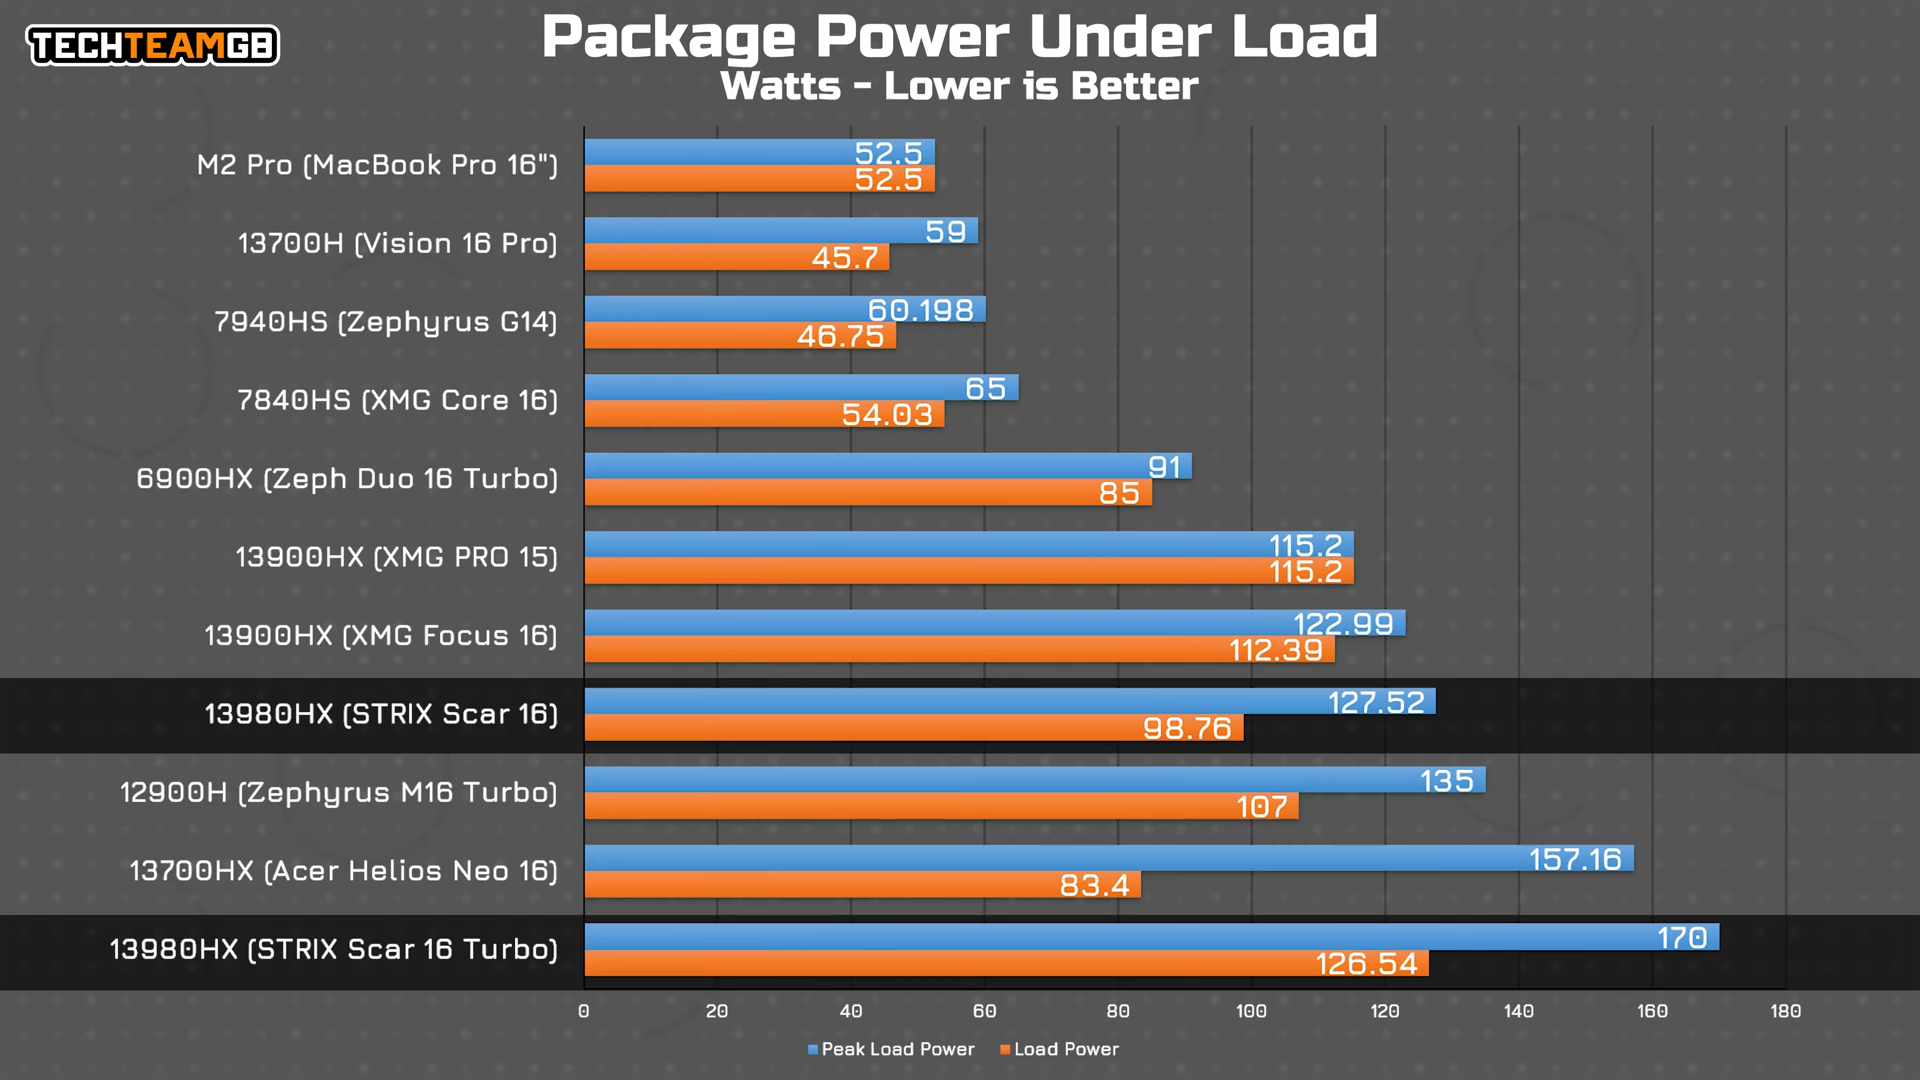 TECHTEAMGB
Package Power Under Load
Watts - Lower is Better
M2 Pro (MacBook Pro 16")
52.5
52.5
13700H (Vision 16 Pro)
59
45.7
7940HS (Zephyrus G14)
60.198
46.75
7840HS (XMG Core 16)
65
54.03
6900HX (Zeph Duo 16 Turbo)
91
85
13900HX (XMG PRO 15)
115.2
115.2
13900HX (XMG Focus 16)
122.99
112.39
13980HX (STRIX Scar 16)
127.52
98.76
12900H (Zephyrus M16 Turbo)
135
107
13700HX (Acer Helios Neo 16)
157.16
83.4
13980HX (STRIX Scar 16 Turbo)
170
126.54
0 20 40 60 80 100 120 140 160 180
Peak Load Power Load Power